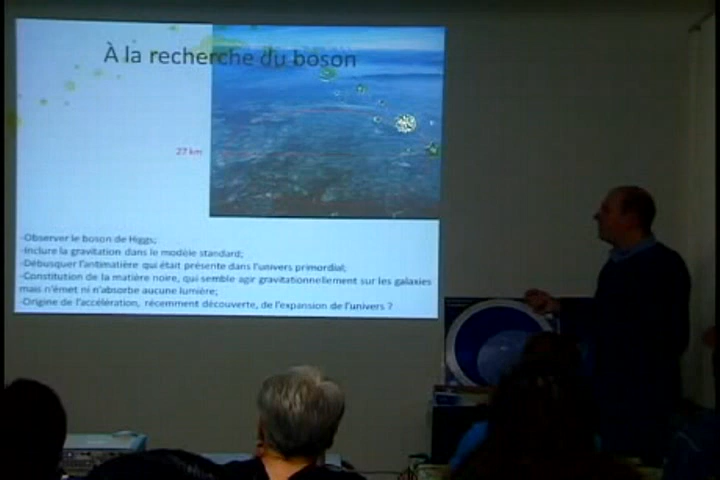 À la recherche du boson
27 km
-Observer le boson de Higgs;
-Inclure la gravitation dans le modèle standard;
-Débusquer l'antimatière qui était présente dans l'univers primordial;
-Constitution de la matière noire, qui semble agir gravitationnellement sur les galaxies
mais n'émet ni n'absorbe aucune lumière;
-Origine de l'accélération, récemment découverte, de l'expansion de l'univers ?